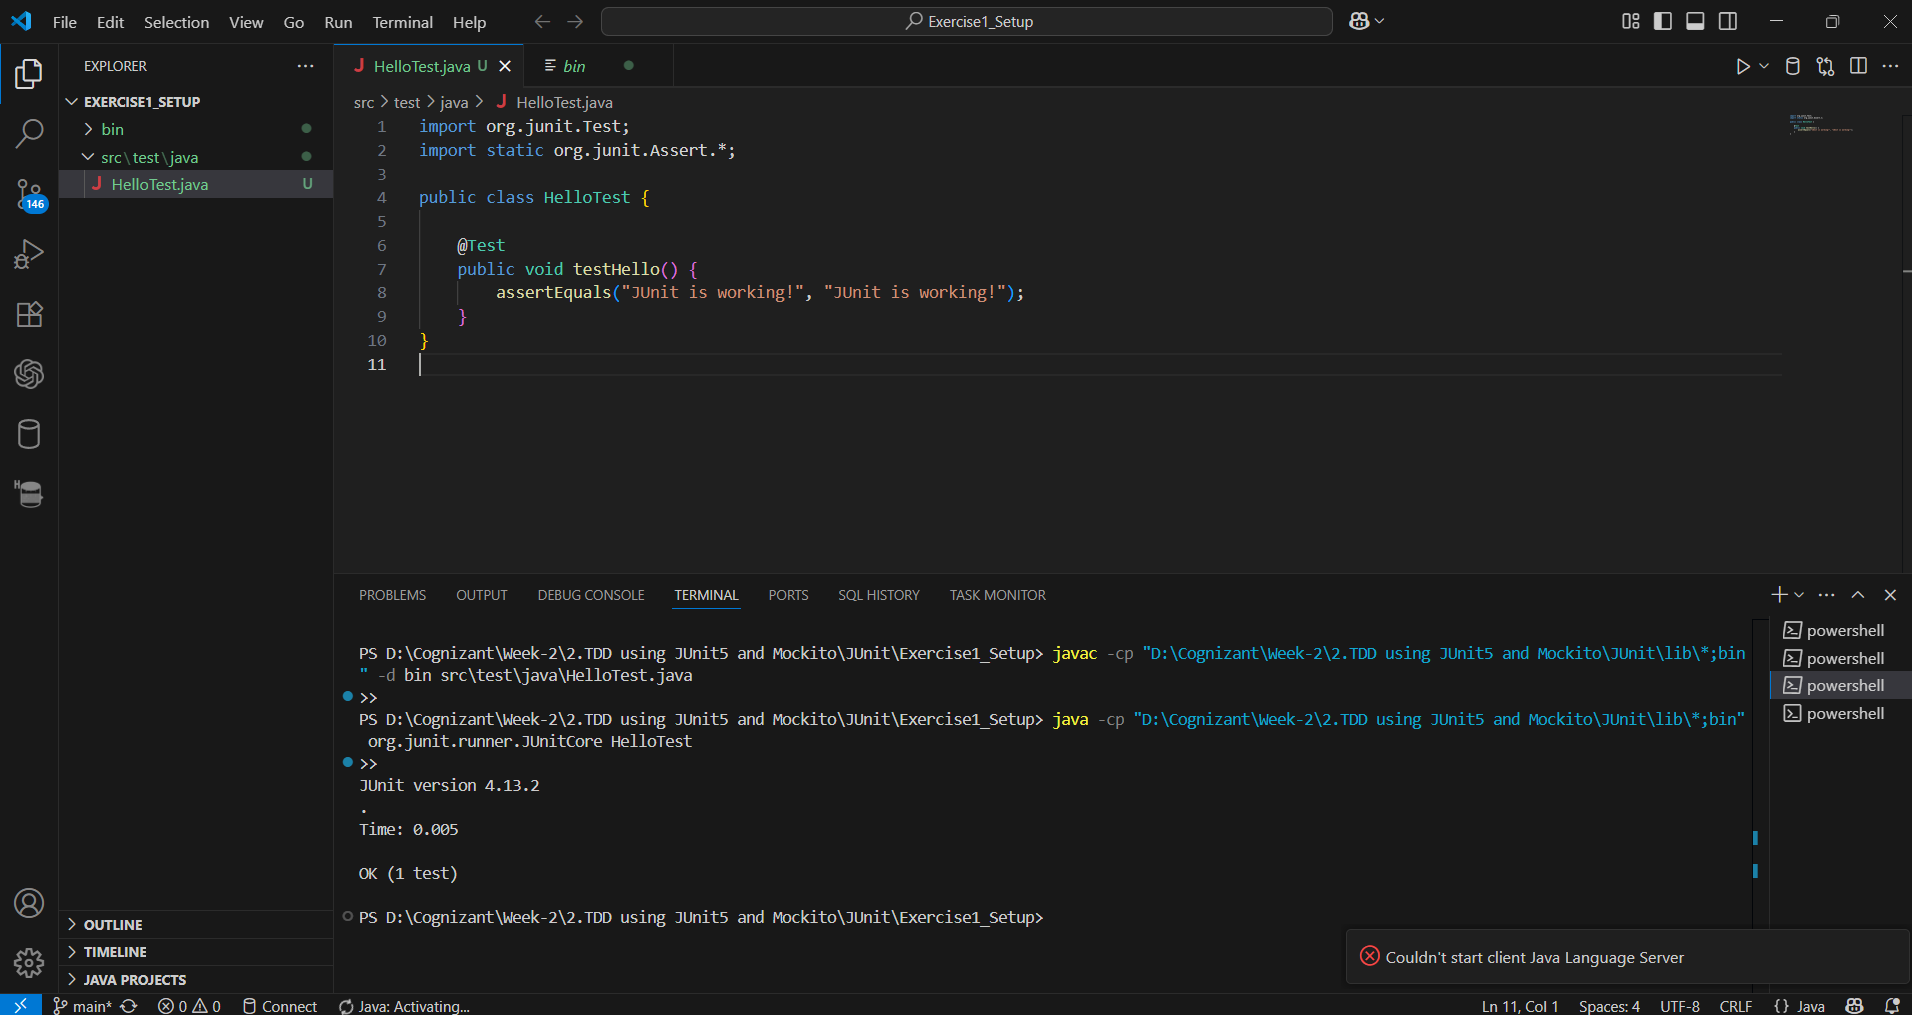 File Edit Selection View Go Run Terminal Help
Exercise1_Setup
EXPLORER
EXERCISE1_SETUP
bin
src\test\java
HelloTest.java U
146
HelloTest.java U
bin
src > test > java > HelloTest.java
1 import org.junit.Test;
2 import static org.junit.Assert.*;
3
4 public class HelloTest {
5
6 @Test
7 public void testHello() {
8 assertEquals("JUnit is working!", "JUnit is working!");
9 }
10 }
11
PROBLEMS OUTPUT DEBUG CONSOLE TERMINAL PORTS SQL HISTORY TASK MONITOR
PS D:\Cognizant\Week-2\2.TDD using JUnit5 and Mockito\JUnit\Exercise1_Setup> javac -cp "D:\Cognizant\Week-2\2.TDD using JUnit5 and Mockito\JUnit\lib\*;bin
" -d bin src\test\java\HelloTest.java
>>
PS D:\Cognizant\Week-2\2.TDD using JUnit5 and Mockito\JUnit\Exercise1_Setup> java -cp "D:\Cognizant\Week-2\2.TDD using JUnit5 and Mockito\JUnit\lib\*;bin"
org.junit.runner.JUnitCore HelloTest
>>
JUnit version 4.13.2
.
Time: 0.005
OK (1 test)
PS D:\Cognizant\Week-2\2.TDD using JUnit5 and Mockito\JUnit\Exercise1_Setup>
powershell
powershell
powershell
powershell
OUTLINE
TIMELINE
JAVA PROJECTS
Couldn't start client Java Language Server
main* 0 0 Connect Java: Activating... Ln 11, Col 1 Spaces: 4 UTF-8 CRLF {} Java